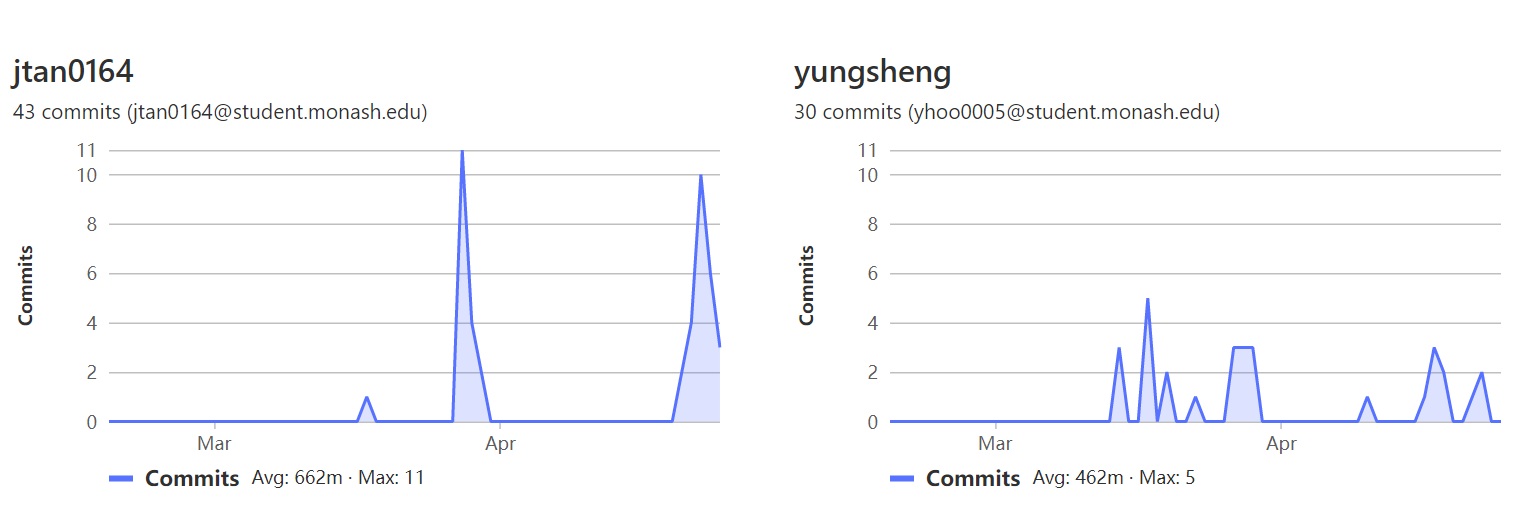 jtan0164
43 commits (jtan0164@student.monash.edu)
11
10
8
6
4
2
0
Commits
Mar
Apr
Commits Avg: 662m · Max: 11
yungsheng
30 commits (yhoo0005@student.monash.edu)
11
10
8
6
4
2
0
Commits
Mar
Apr
Commits Avg: 462m · Max: 5